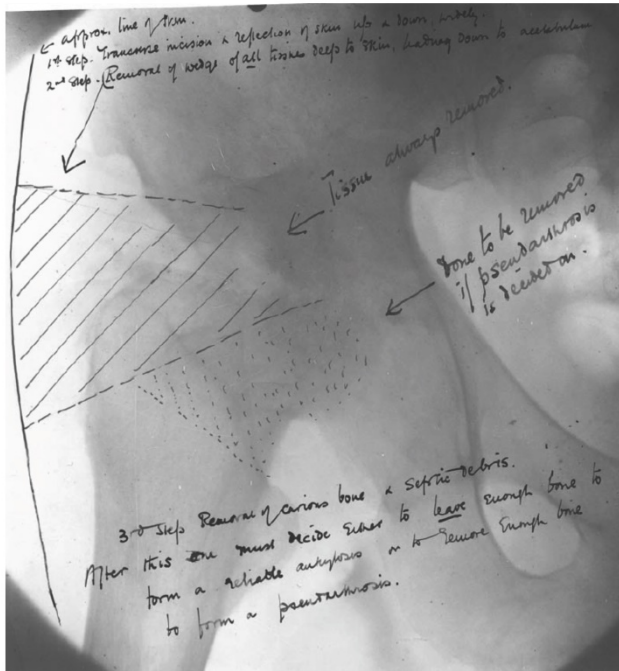 approx. line of skin.
1st step. Transverse incision & reflection of skin up & down, widely.
2nd step. Removal of wedge of all tissues deep to skin, leading down to acetabulum
Tissue always removed.
bone to be removed
if pseudarthrosis
is decided on.
3rd Step Removal of carious bone & septic debris.
After this one must decide either to leave enough bone to
form a reliable ankylosis or to remove enough bone
to form a pseudarthrosis.